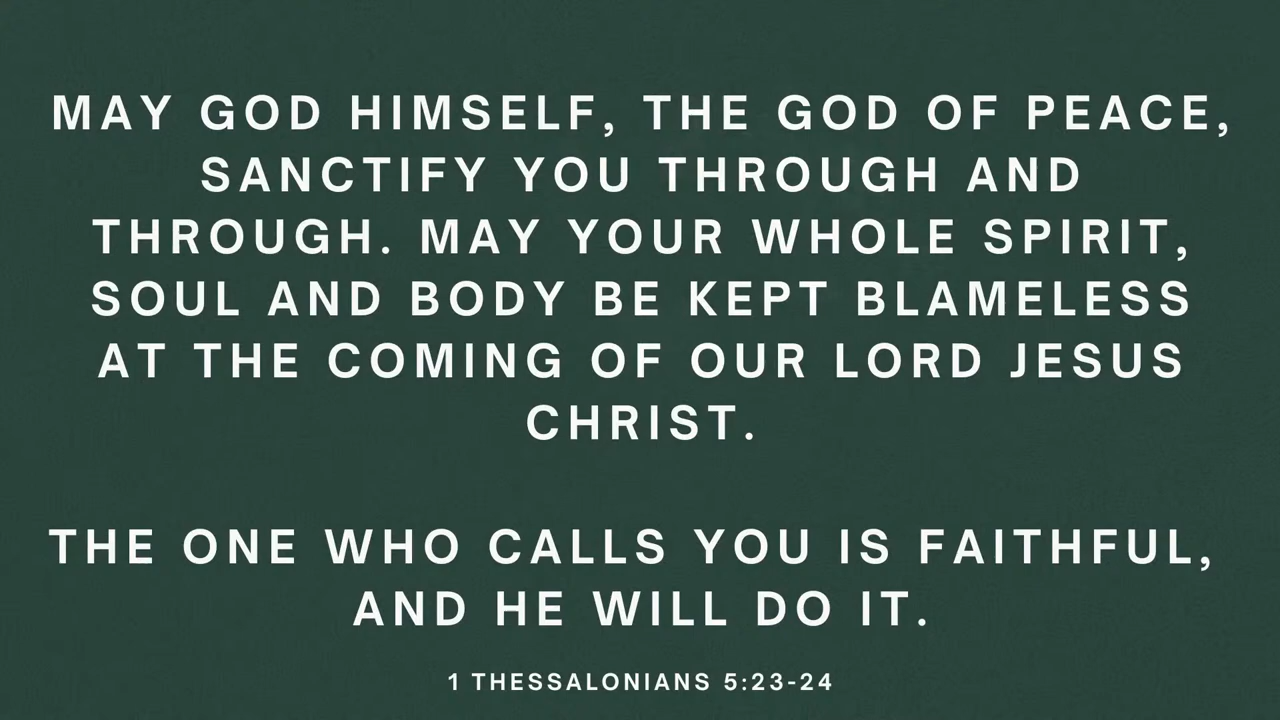 MAY GOD HIMSELF, THE GOD OF PEACE,
SANCTIFY YOU THROUGH AND
THROUGH. MAY YOUR WHOLE SPIRIT,
SOUL AND BODY BE KEPT BLAMELESS
AT THE COMING OF OUR LORD JESUS
CHRIST.
THE ONE WHO CALLS YOU IS FAITHFUL,
AND HE WILL DO IT.
1 THESSALONIANS 5:23-24